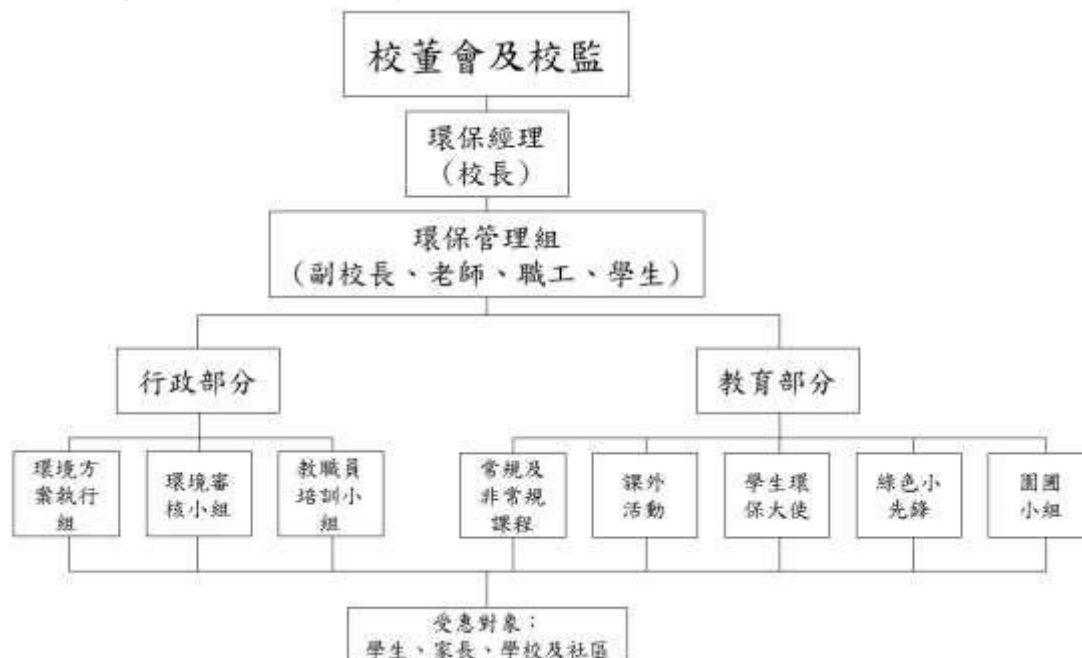 校董會及校監
環保經理
(校長)
環保管理組
(副校長、老師、職工、學生)
行政部分
教育部分
環境方
案執行
組
環境審
核小組
教職員
培訓小
組
常規及
非常規
課程
課外
活動
學生環
保大使
綠色小
先鋒
園圃
小組
受惠對象：
學生、家長、學校及社區